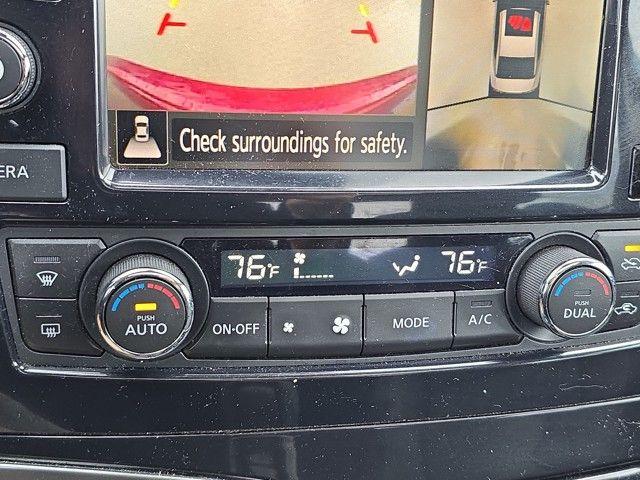 Check surroundings for safety.
ERA
76°F
76°F
PUSH
AUTO
ON·OFF
MODE
A/C
PUSH
DUAL